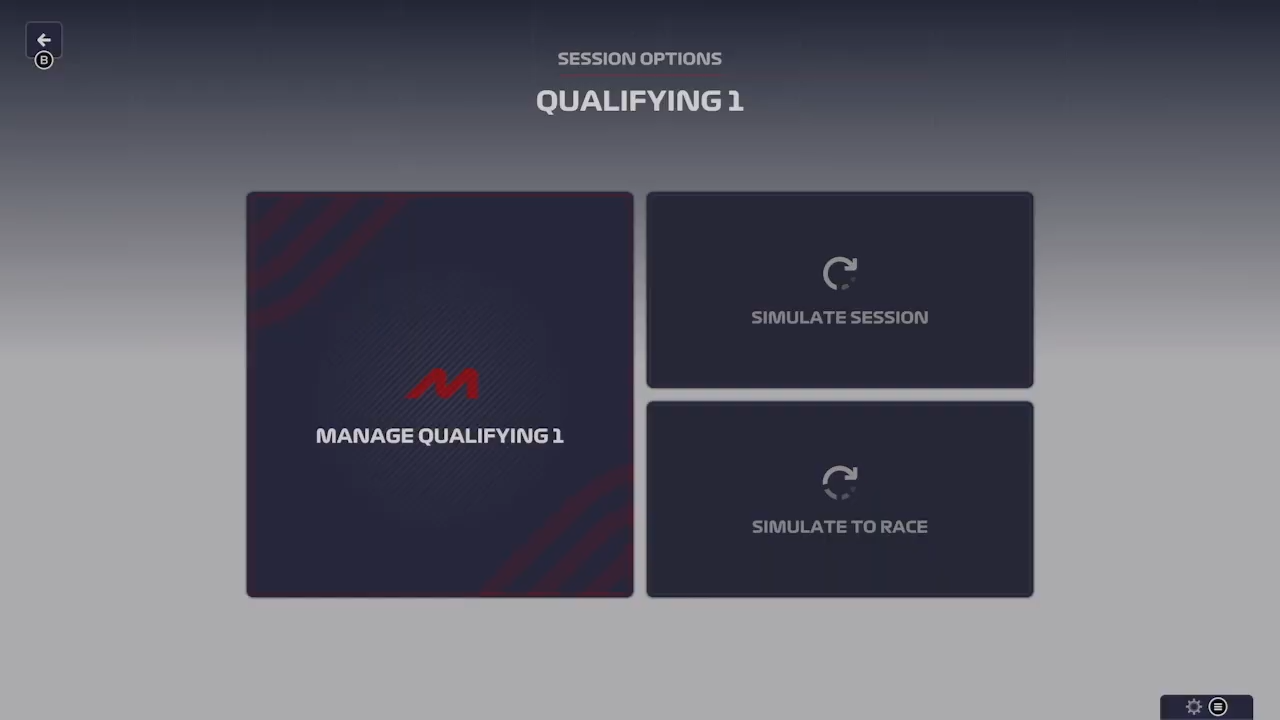 B
SESSION OPTIONS
QUALIFYING 1
MANAGE QUALIFYING 1
SIMULATE SESSION
SIMULATE TO RACE